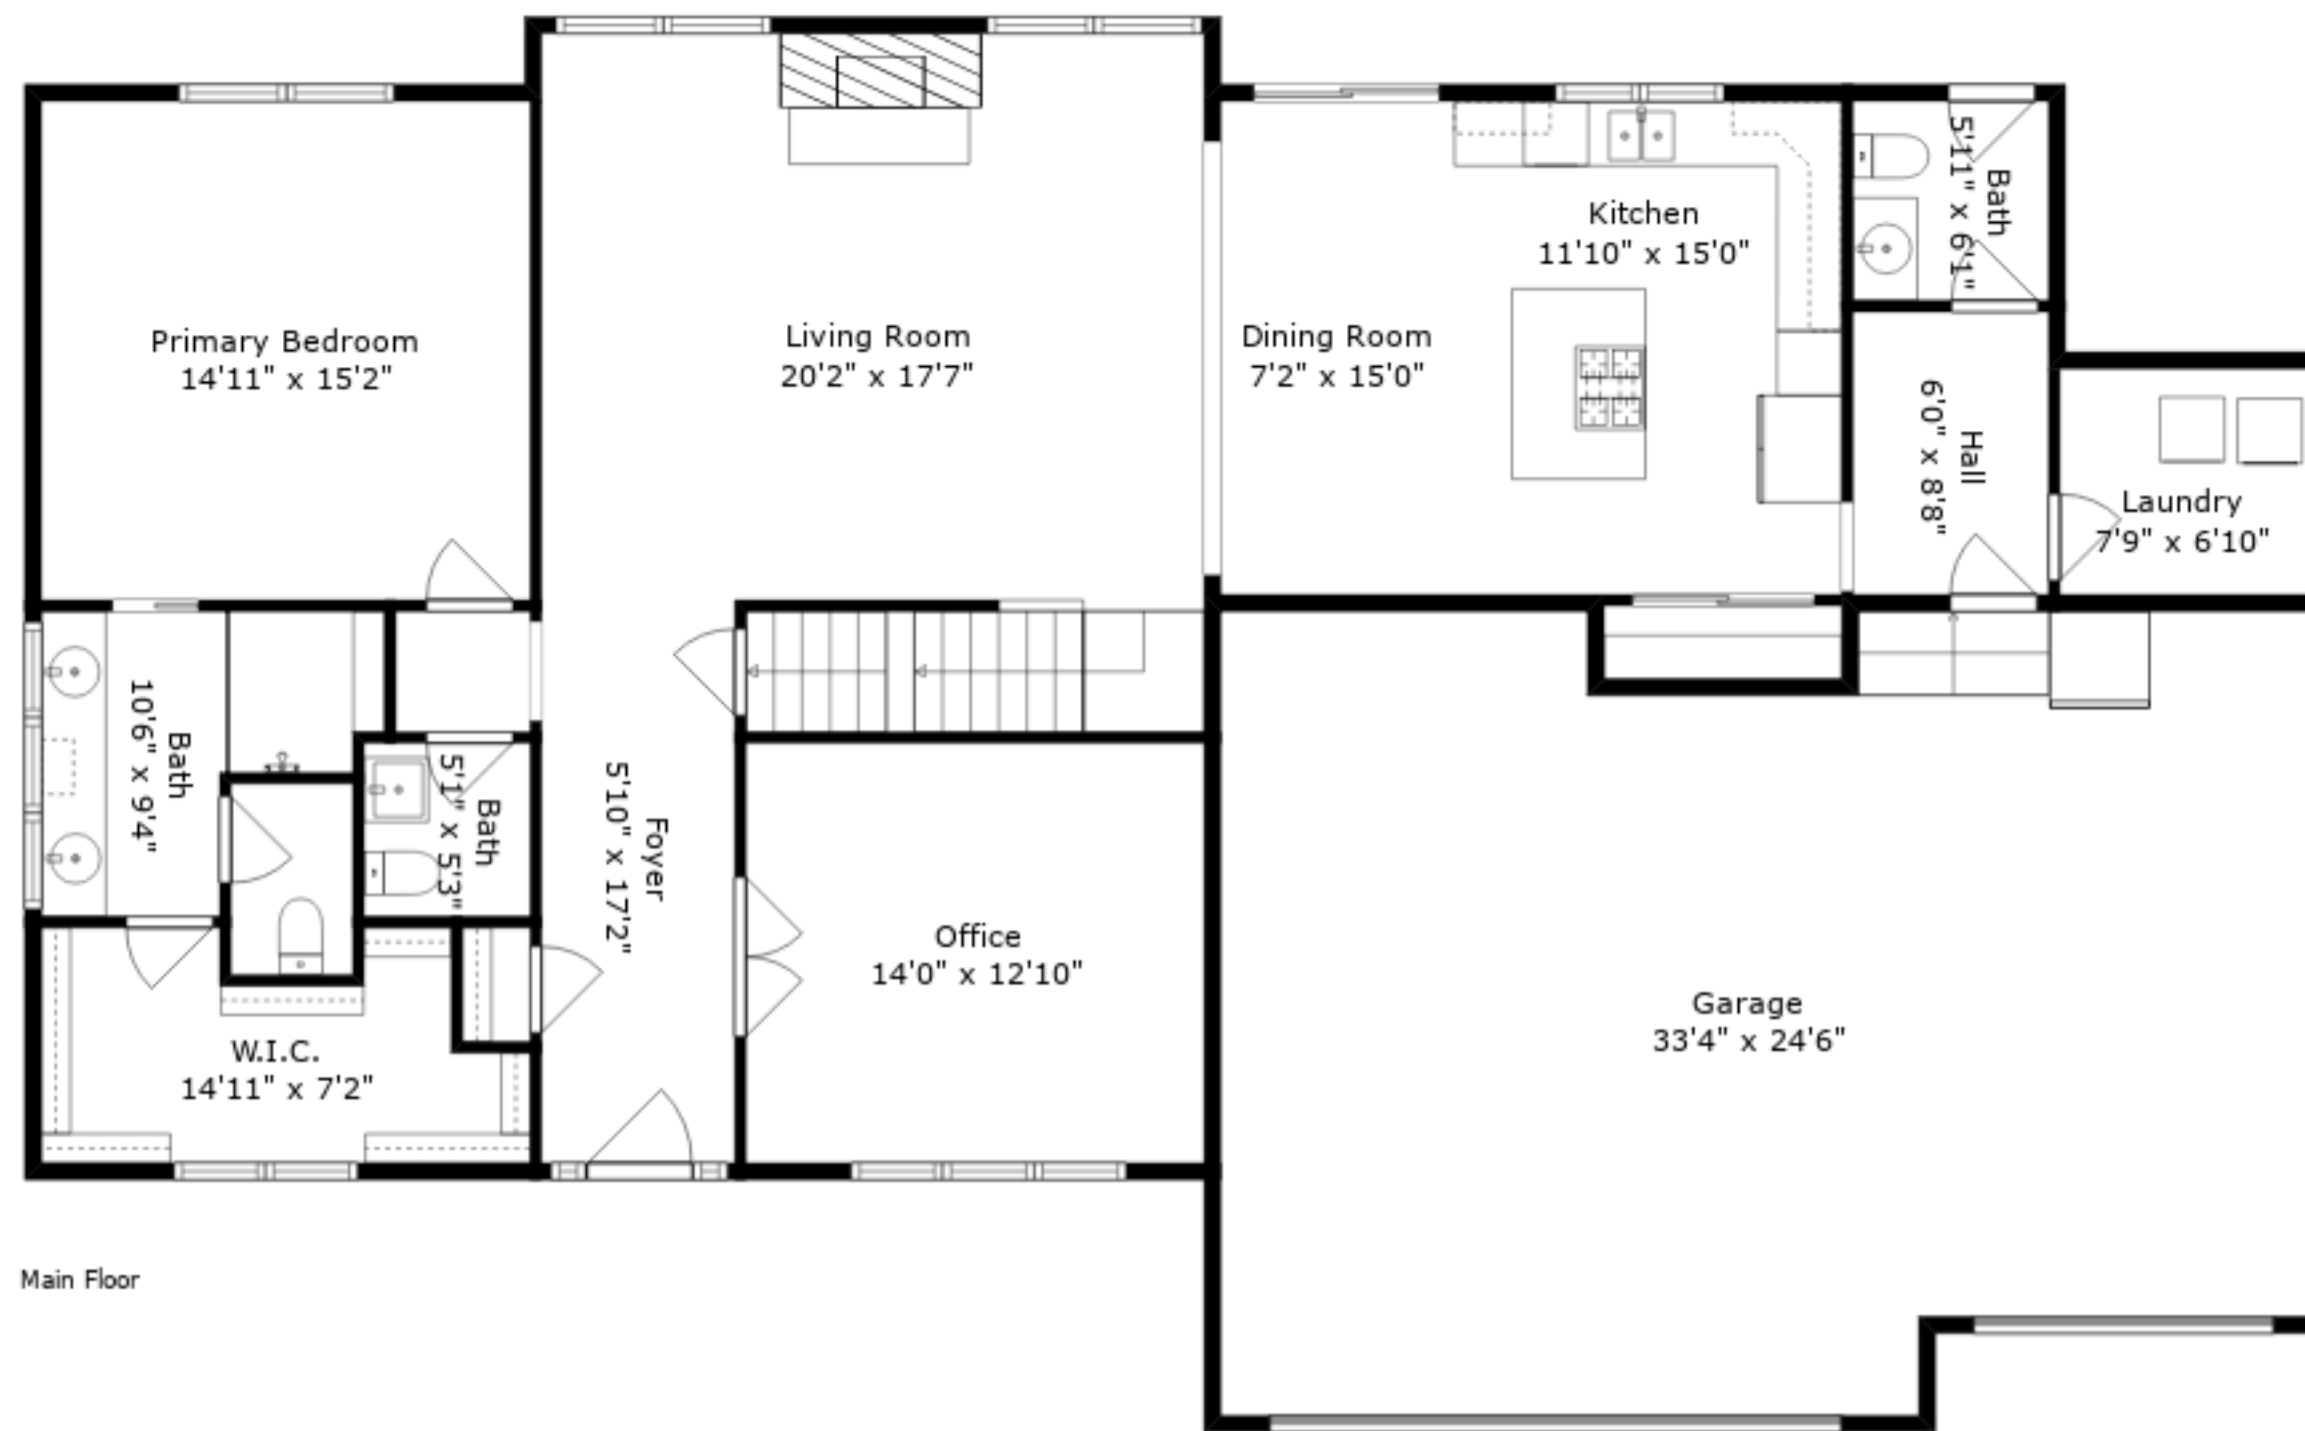 Primary Bedroom
14'11" x 15'2"
Living Room
20'2" x 17'7"
Dining Room
7'2" x 15'0"
Kitchen
11'10" x 15'0"
Bath
5'11" x 6'1"
Hall
6'0" x 8'8"
Laundry
7'9" x 6'10"
Bath
10'6" x 9'4"
Bath
5'1" x 5'3"
Foyer
5'10" x 17'2"
Office
14'0" x 12'10"
W.I.C.
14'11" x 7'2"
Garage
33'4" x 24'6"
Main Floor